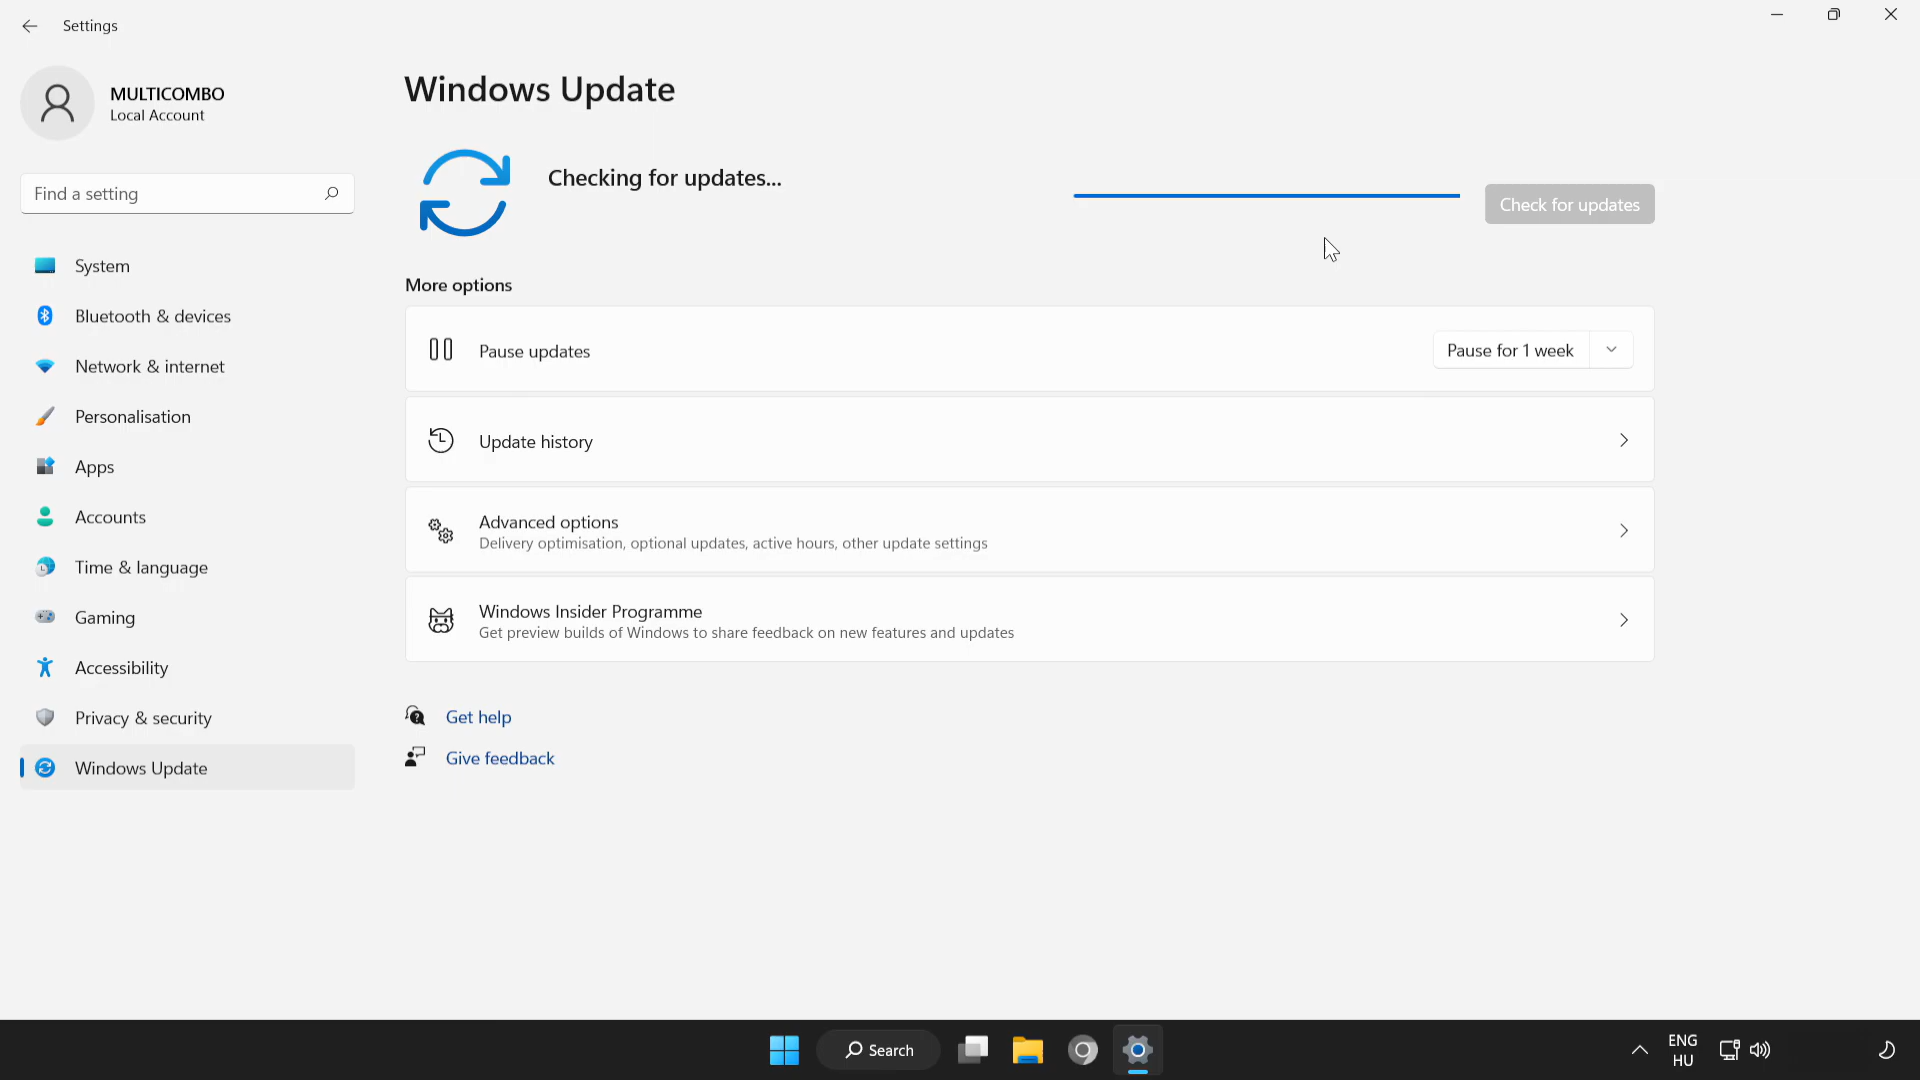 Settings
MULTICOMBO
Local Account
Find a setting
System
Bluetooth & devices
Network & internet
Personalisation
Apps
Accounts
Time & language
Gaming
Accessibility
Privacy & security
Windows Update
Windows Update
Checking for updates...
Check for updates
More options
Pause updates
Pause for 1 week
Update history
Advanced options
Delivery optimisation, optional updates, active hours, other update settings
Windows Insider Programme
Get preview builds of Windows to share feedback on new features and updates
Get help
Give feedback
Search
ENG
HU